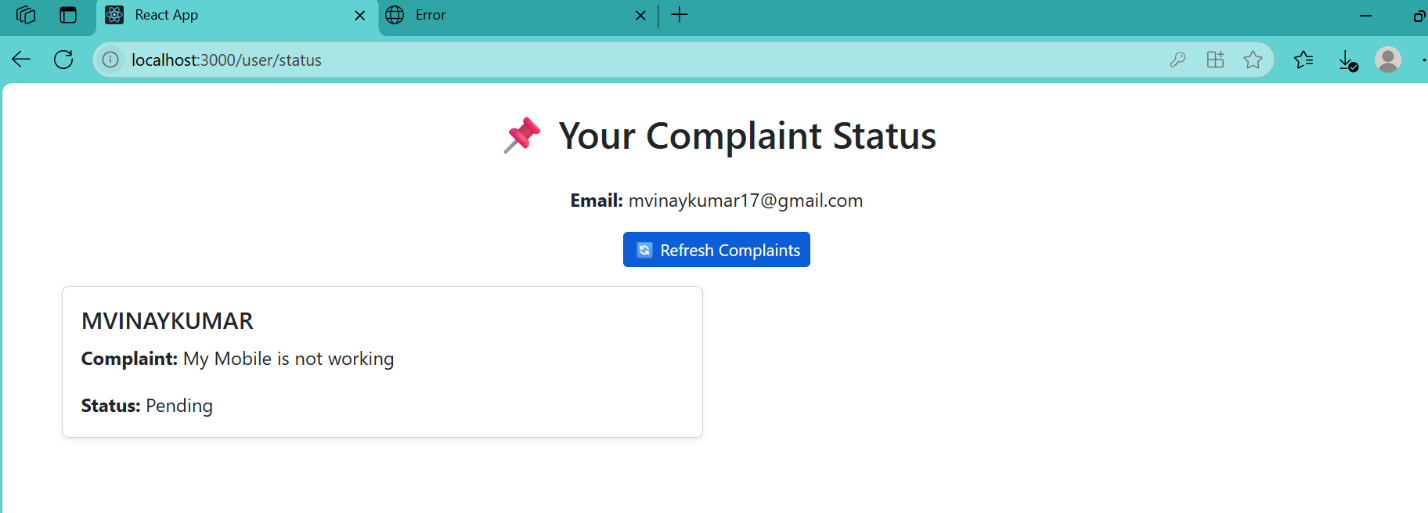 React App
Error
localhost:3000/user/status
Your Complaint Status
Email: mvinaykumar17@gmail.com
Refresh Complaints
MVINAYKUMAR
Complaint: My Mobile is not working
Status: Pending